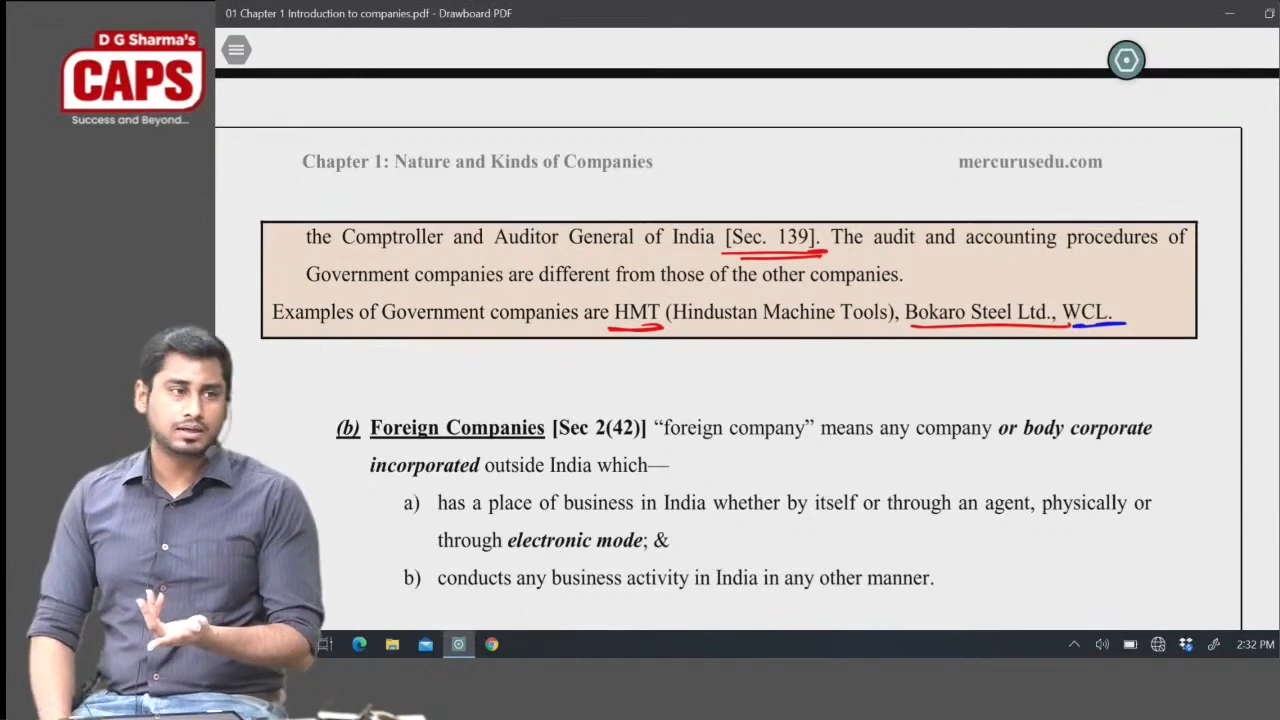 01 Chapter 1 Introduction to companies.pdf - Drawboard PDF
D G Sharma's
CAPS
Success and Beyond...
Chapter 1: Nature and Kinds of Companies
mercurusedu.com
the Comptroller and Auditor General of India [Sec. 139]. The audit and accounting procedures of
Government companies are different from those of the other companies.
Examples of Government companies are HMT (Hindustan Machine Tools), Bokaro Steel Ltd., WCL.
(b) Foreign Companies [Sec 2(42)] “foreign company” means any company or body corporate
incorporated outside India which—
a) has a place of business in India whether by itself or through an agent, physically or
through electronic mode; &
b) conducts any business activity in India in any other manner.
2:32 PM